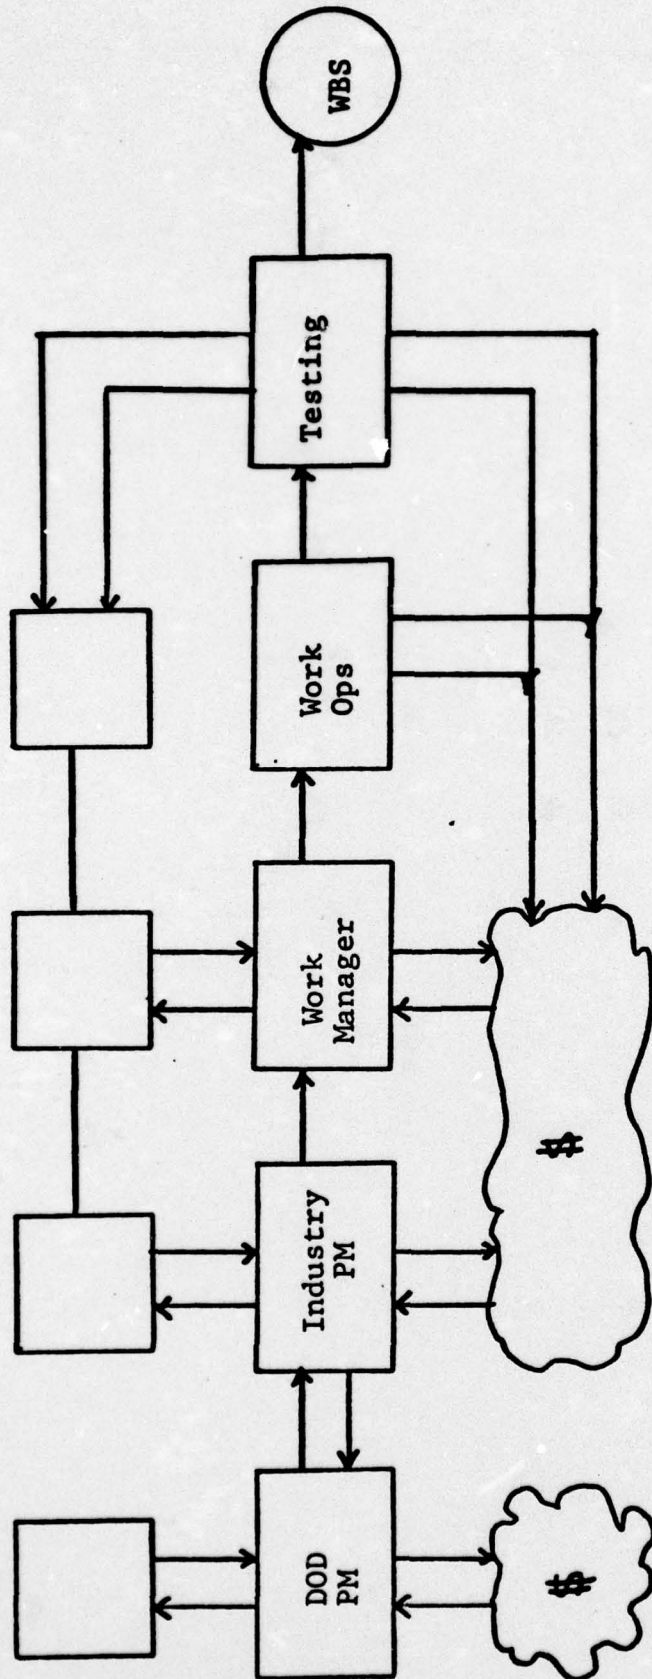 DOD
PM
Industry
PM
Work
Manager
Work
Ops
Testing
WBS
$
$